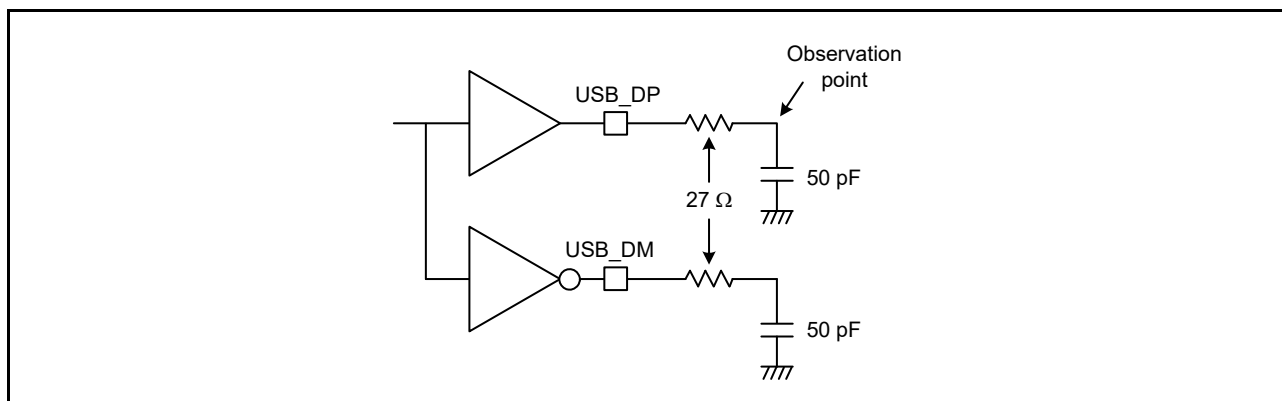 Observation
point
USB_DP
50 pF
27 Ω
USB_DM
50 pF